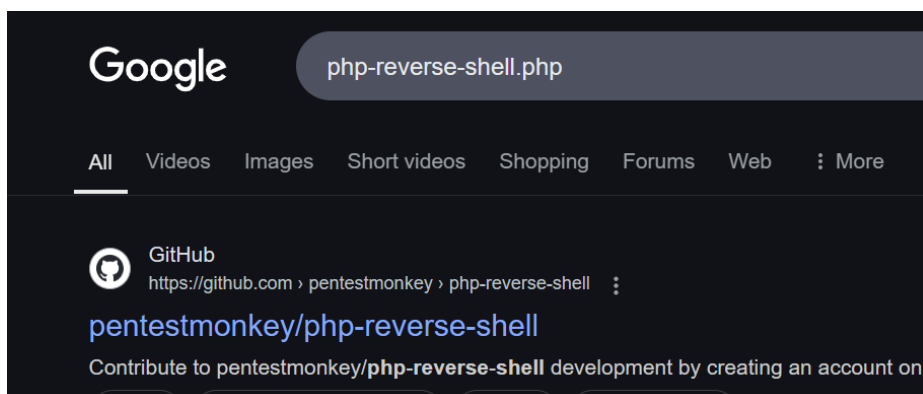 Google
php-reverse-shell.php
All Videos Images Short videos Shopping Forums Web More
GitHub
https://github.com › pentestmonkey › php-reverse-shell
pentestmonkey/php-reverse-shell
Contribute to pentestmonkey/php-reverse-shell development by creating an account on